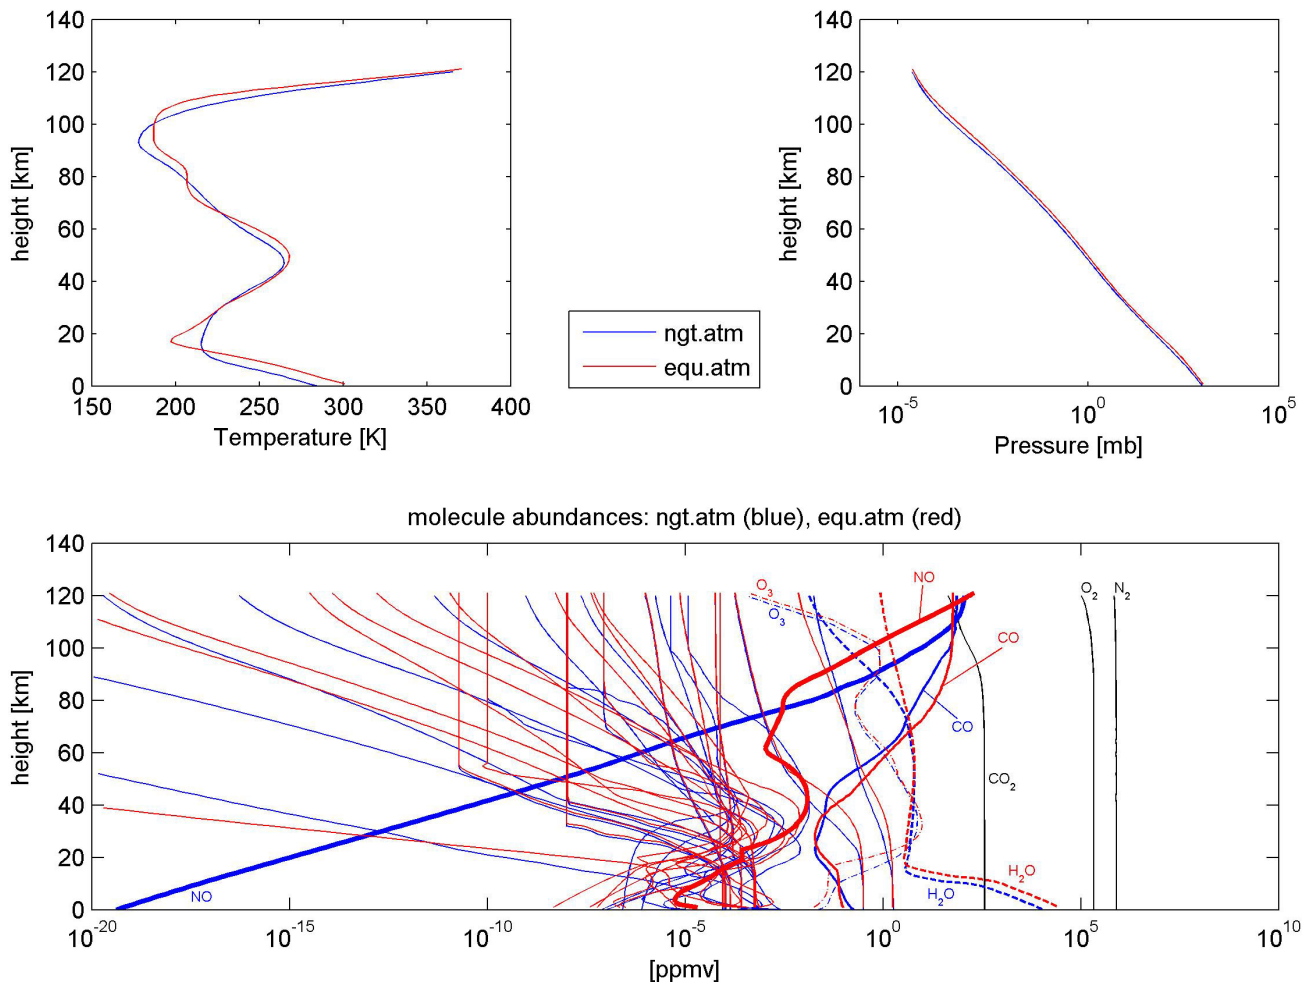 140
120
100
80
60
40
20
0
height [km]
150
200
250
300
350
400
Temperature [K]
ngt.atm
equ.atm
140
120
100
80
60
40
20
0
height [km]
10^-5
10^0
10^5
Pressure [mb]
molecule abundances: ngt.atm (blue), equ.atm (red)
140
120
100
80
60
40
20
0
height [km]
O3
O3
NO
O2
N2
CO
CO
CO2
H2O
H2O
NO
10^-20
10^-15
10^-10
10^-5
10^0
10^5
10^10
[ppmv]